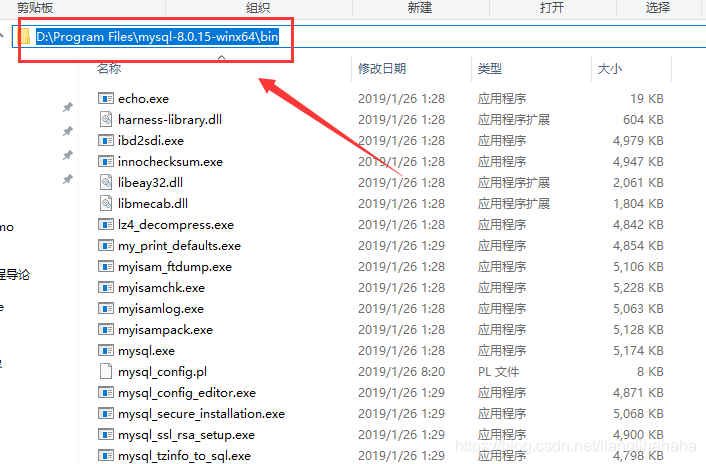 剪贴板 组织 新建 打开 选择
D:\Program Files\mysql-8.0.15-winx64\bin
名称 修改日期 类型 大小
echo.exe 2019/1/26 1:28 应用程序 19 KB
harness-library.dll 2019/1/26 1:28 应用程序扩展 604 KB
ibd2sdi.exe 2019/1/26 1:28 应用程序 4,979 KB
innochecksum.exe 2019/1/26 1:28 应用程序 4,947 KB
libeay32.dll 2019/1/26 1:28 应用程序扩展 2,061 KB
libmecab.dll 2019/1/26 1:28 应用程序扩展 1,804 KB
lz4_decompress.exe 2019/1/26 1:28 应用程序 4,842 KB
mo
my_print_defaults.exe 2019/1/26 1:29 应用程序 4,854 KB
myisam_ftdump.exe 2019/1/26 1:28 应用程序 5,106 KB
程导论
myisamchk.exe 2019/1/26 1:28 应用程序 5,228 KB
myisamlog.exe 2019/1/26 1:28 应用程序 5,063 KB
myisampack.exe 2019/1/26 1:28 应用程序 5,128 KB
mysql.exe 2019/1/26 1:28 应用程序 5,174 KB
mysql_config.pl 2019/1/26 8:20 PL 文件 8 KB
mysql_config_editor.exe 2019/1/26 1:29 应用程序 4,871 KB
mysql_secure_installation.exe 2019/1/26 1:29 应用程序 5,068 KB
mysql_ssl_rsa_setup.exe 2019/1/26 1:29 应用程序 4,900 KB
https://blog.csdn.net/lianglihahaha
mysql_tzinfo_to_sql.exe 2019/1/26 1:29 应用程序 4,798 KB